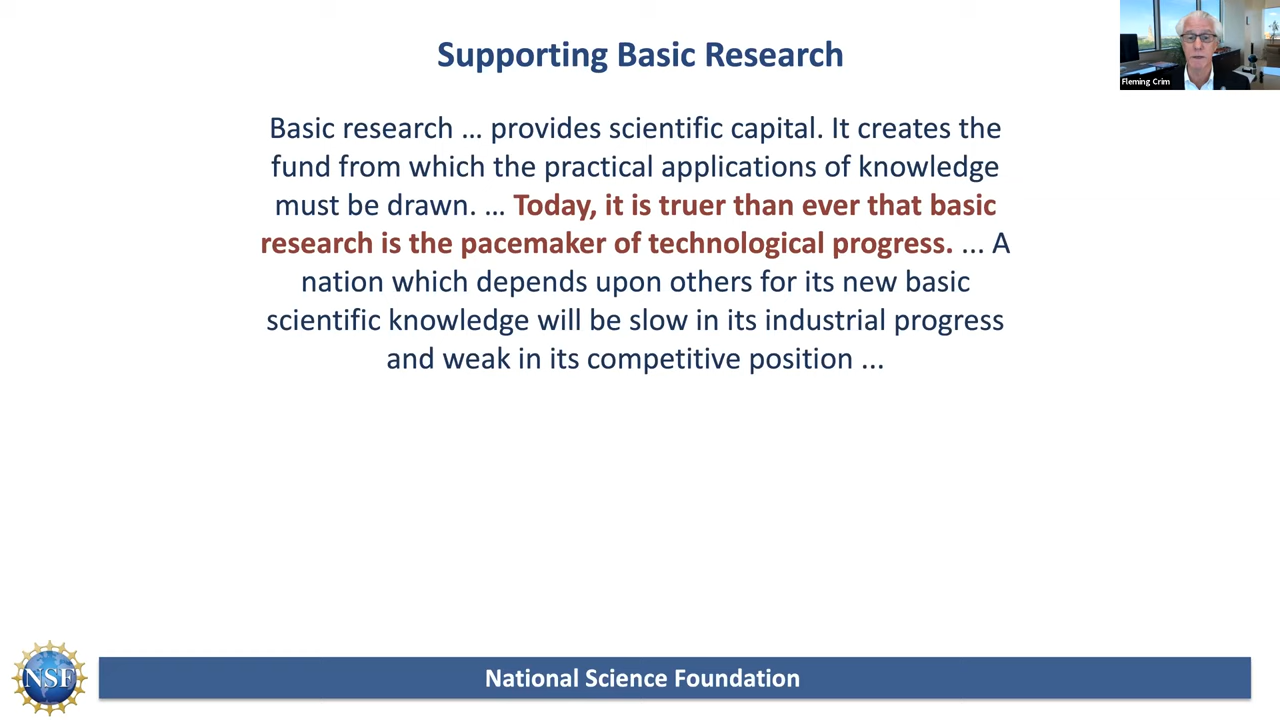 Supporting Basic Research
Fleming Crim
Basic research ... provides scientific capital. It creates the
fund from which the practical applications of knowledge
must be drawn. ... Today, it is truer than ever that basic
research is the pacemaker of technological progress. ... A
nation which depends upon others for its new basic
scientific knowledge will be slow in its industrial progress
and weak in its competitive position ...
NSF
National Science Foundation